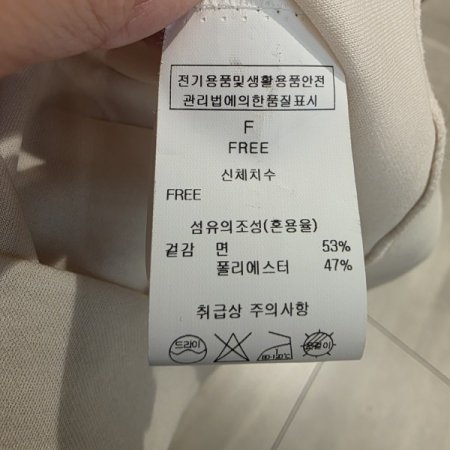 전기용품및생활용품안전
관리법에의한품질표시
F
FREE
신체치수
FREE
섬유의조성(혼용율)
겉감 면 53%
폴리에스터 47%
취급상 주의사항
드라이